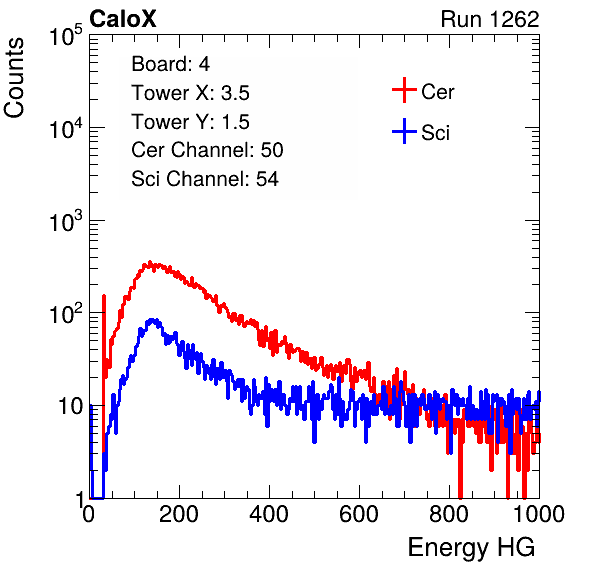 CaloX Run 1262
Counts
10^5
10^4
10^3
10^2
10
1
Board: 4
Tower X: 3.5
Tower Y: 1.5
Cer Channel: 50
Sci Channel: 54
Cer
Sci
0 200 400 600 800 1000
Energy HG